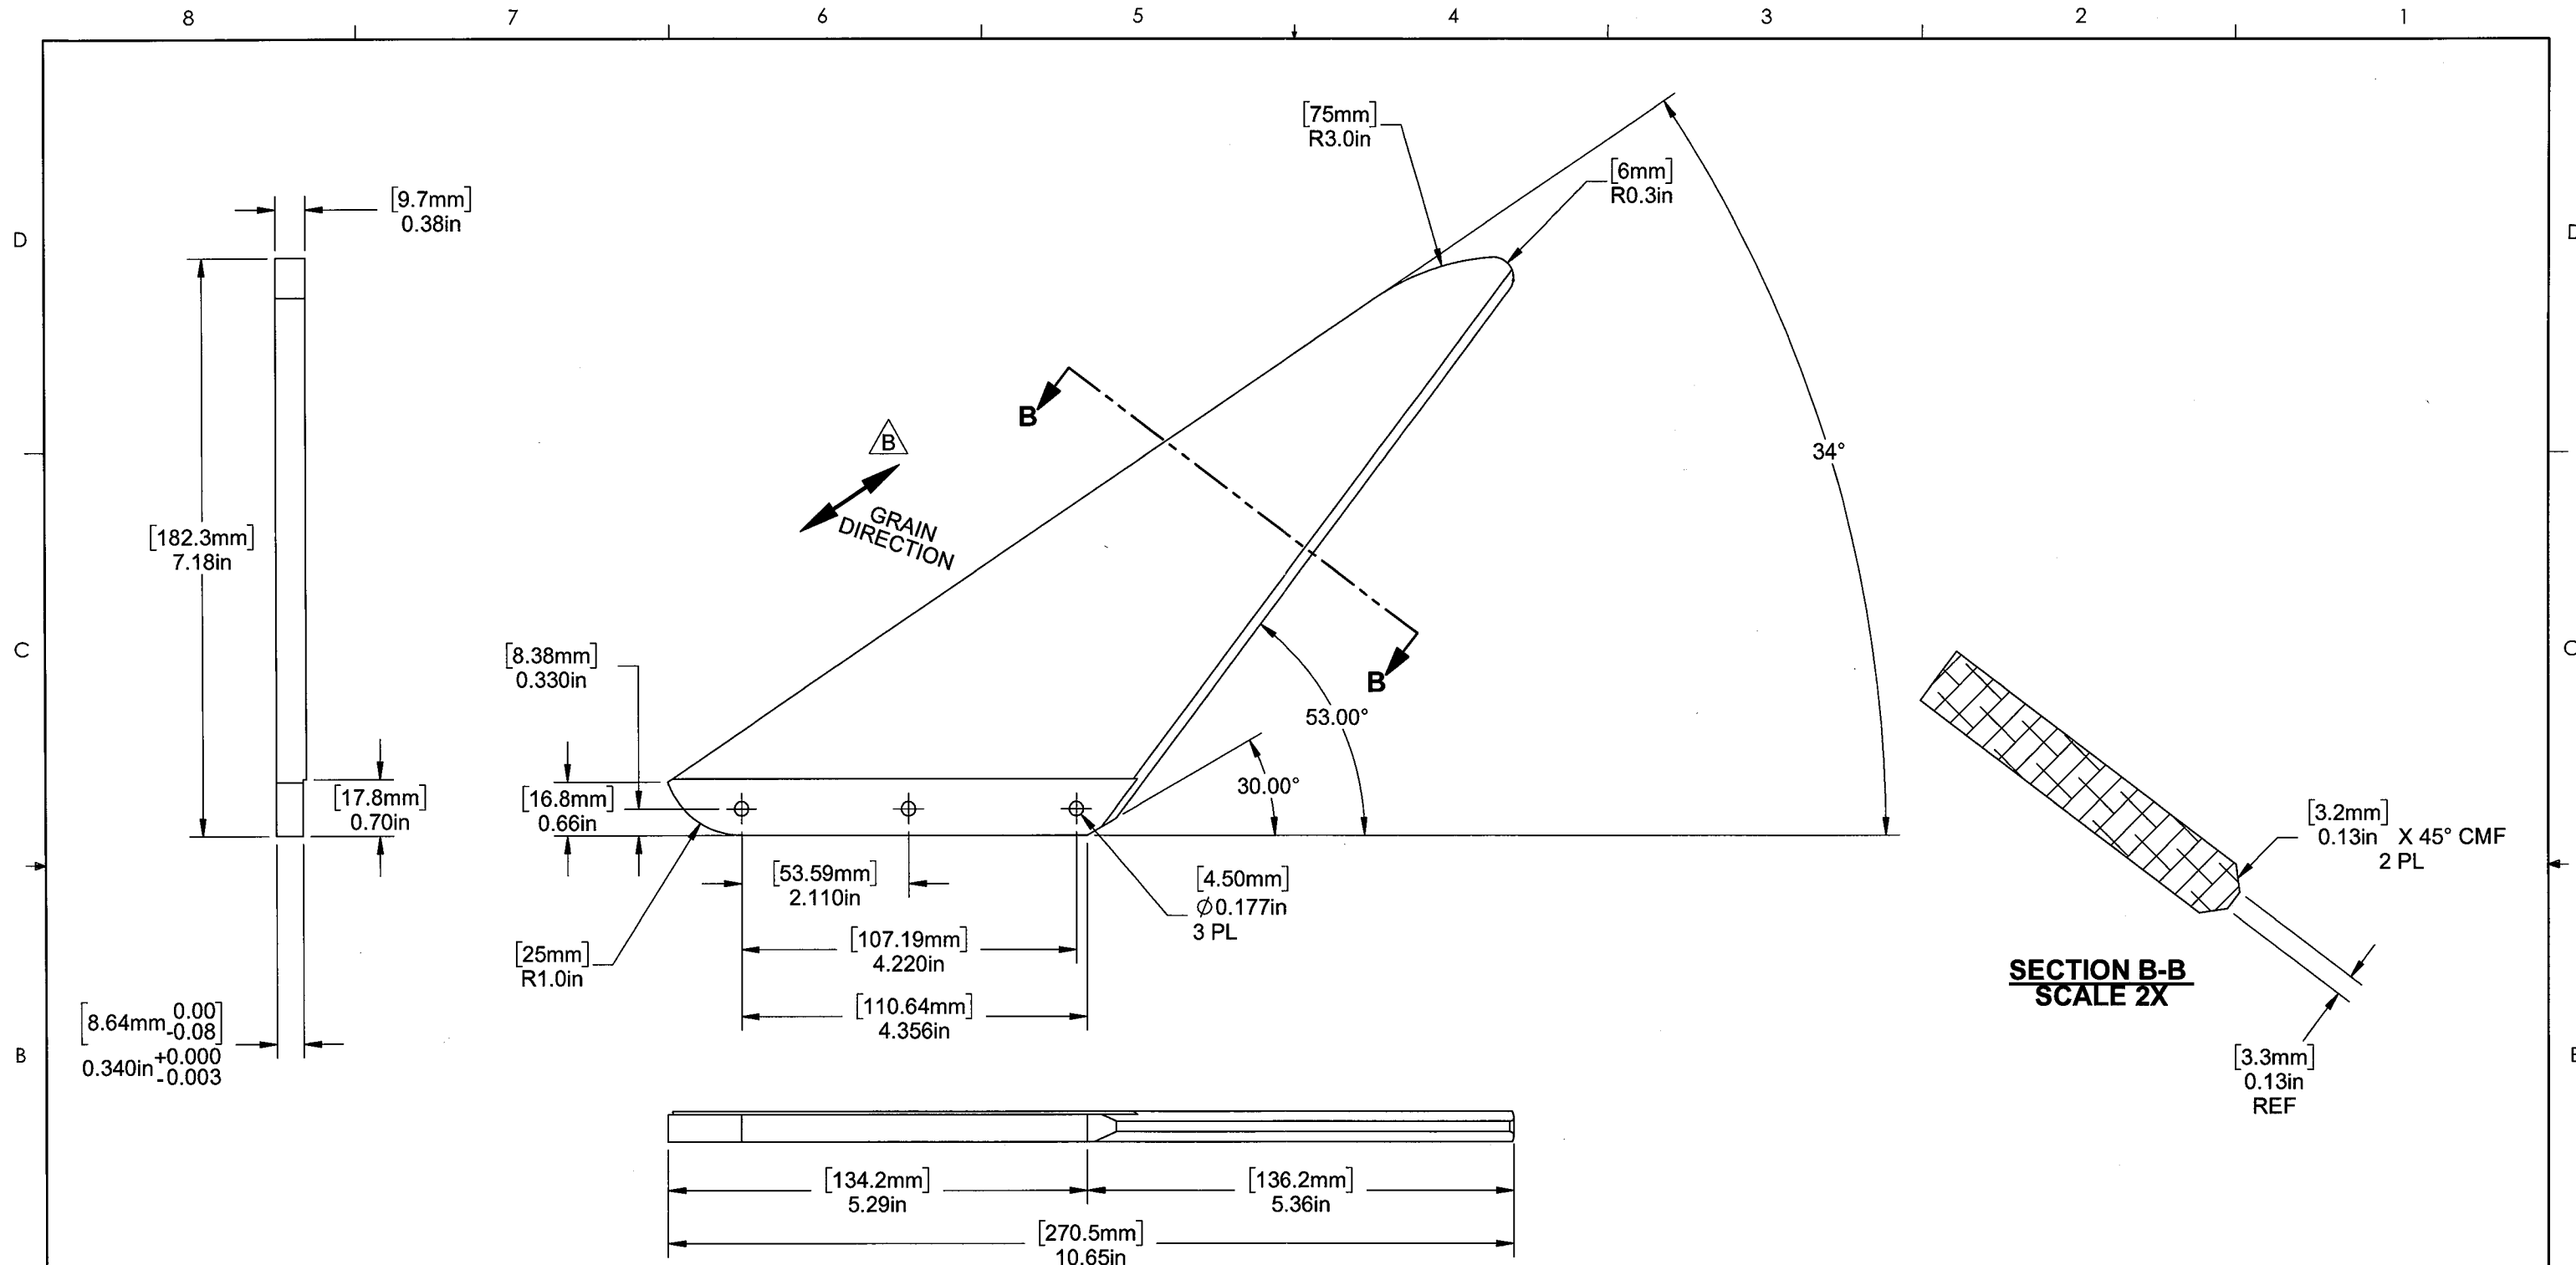 8 7 6 5 4 3 2 1
[75mm]
R3.0in
[6mm]
R0.3in
[9.7mm]
0.38in
D
B
B
34°
GRAIN
DIRECTION
[182.3mm]
7.18in
C
C
[8.38mm]
0.330in
B
53.00°
30.00°
[17.8mm]
0.70in
[16.8mm]
0.66in
[3.2mm]
0.13in X 45° CMF
2 PL
[53.59mm]
2.110in
[4.50mm]
Ø0.177in
3 PL
[107.19mm]
4.220in
[25mm]
R1.0in
SECTION B-B
SCALE 2X
[110.64mm]
4.356in
[8.64mm 0.00 -0.08]
0.340in +0.000 -0.003
B
[3.3mm]
0.13in
REF
[134.2mm]
5.29in
[136.2mm]
5.36in
[270.5mm]
10.65in